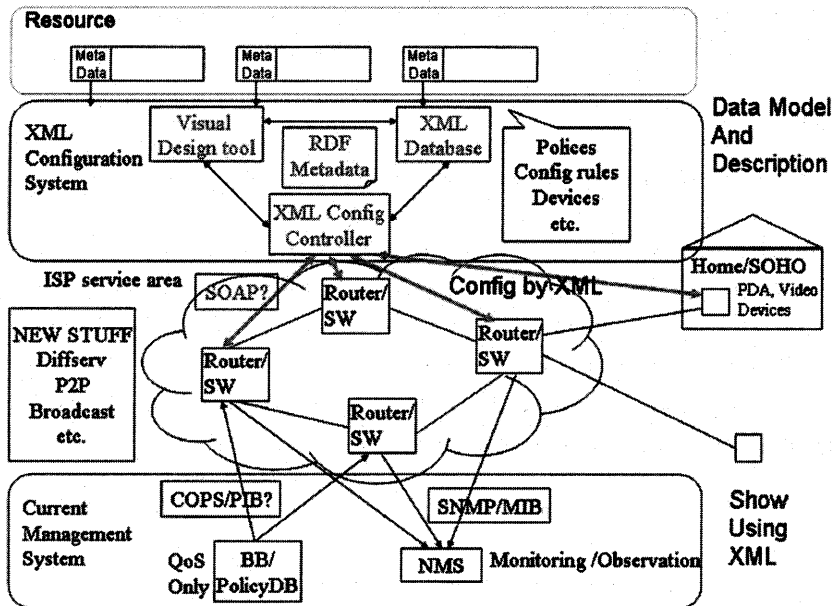 Resource
Meta
Data
Meta
Data
Meta
Data
XML
Configuration
System
Visual
Design tool
RDF
Metadata
XML
Database
Polices
Config rules
Devices
etc.
Data Model
And
Description
XML Config
Controller
ISP service area
SOAP?
Router/
SW
Config by XML
Home/SOHO
PDA, Video
Devices
NEW STUFF
Diffserv
P2P
Broadcast
etc.
Router/
SW
Router/
SW
Router/
SW
Current
Management
System
COPS/PIB?
SNMP/MIB
QoS
Only
BB/
PolicyDB
NMS
Monitoring /Observation
Show
Using
XML